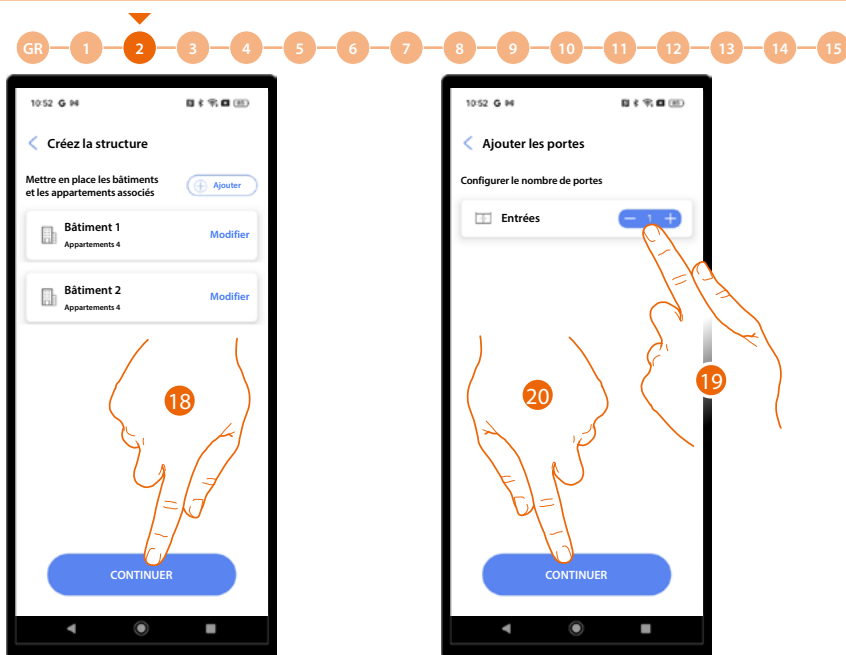 GR 1 2 3 4 5 6 7 8 9 10 11 12 13 14 15
10:52 G
Créez la structure
Mettre en place les bâtiments
et les appartements associés
Ajouter
Bâtiment 1
Appartements 4
Modifier
Bâtiment 2
Appartements 4
Modifier
18
CONTINUER
10:52 G
Ajouter les portes
Configurer le nombre de portes
Entrées
1
19
20
CONTINUER